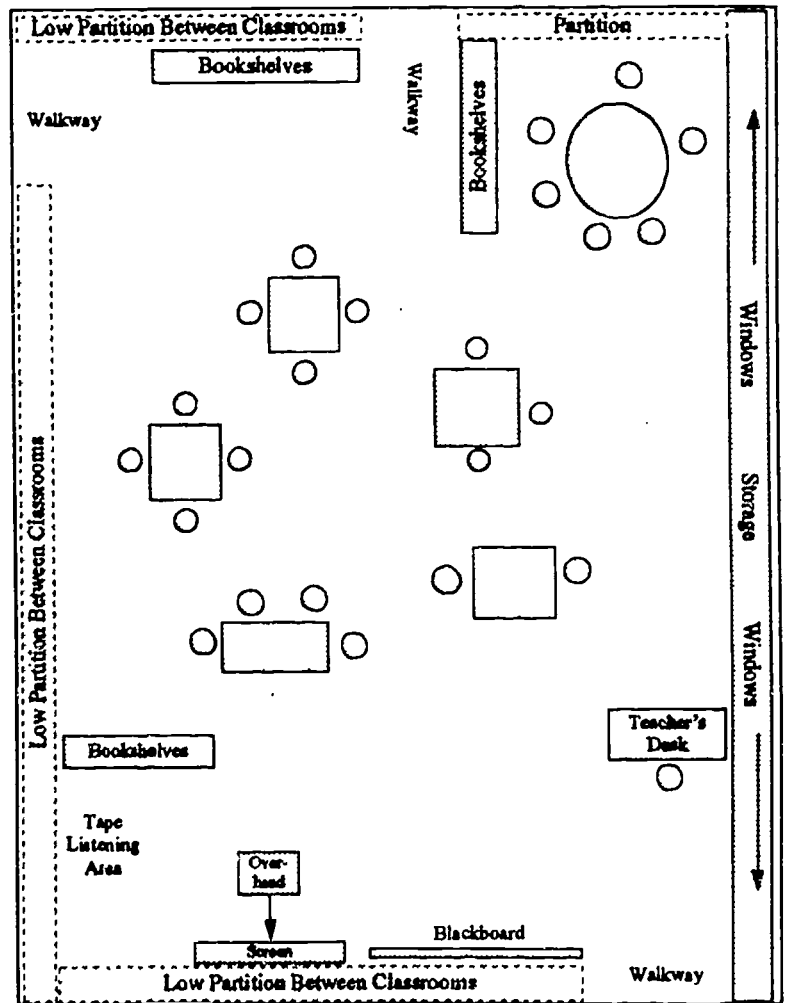 Low Partition Between Classrooms
Partition
Bookshelves
Walkway
Walkway
Bookshelves
Windows
Low Partition Between Classrooms
Storage
Windows
Teacher's
Desk
Bookshelves
Tape
Listening
Area
Over-
head
Screen
Blackboard
Low Partition Between Classrooms
Walkway